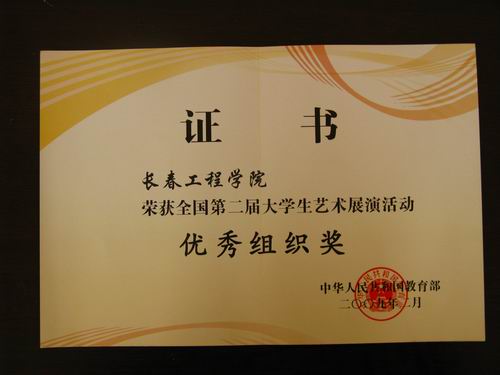 证书
长春工程学院
荣获全国第二届大学生艺术展演活动
优秀组织奖
中华人民共和国教育部
二〇〇九年二月